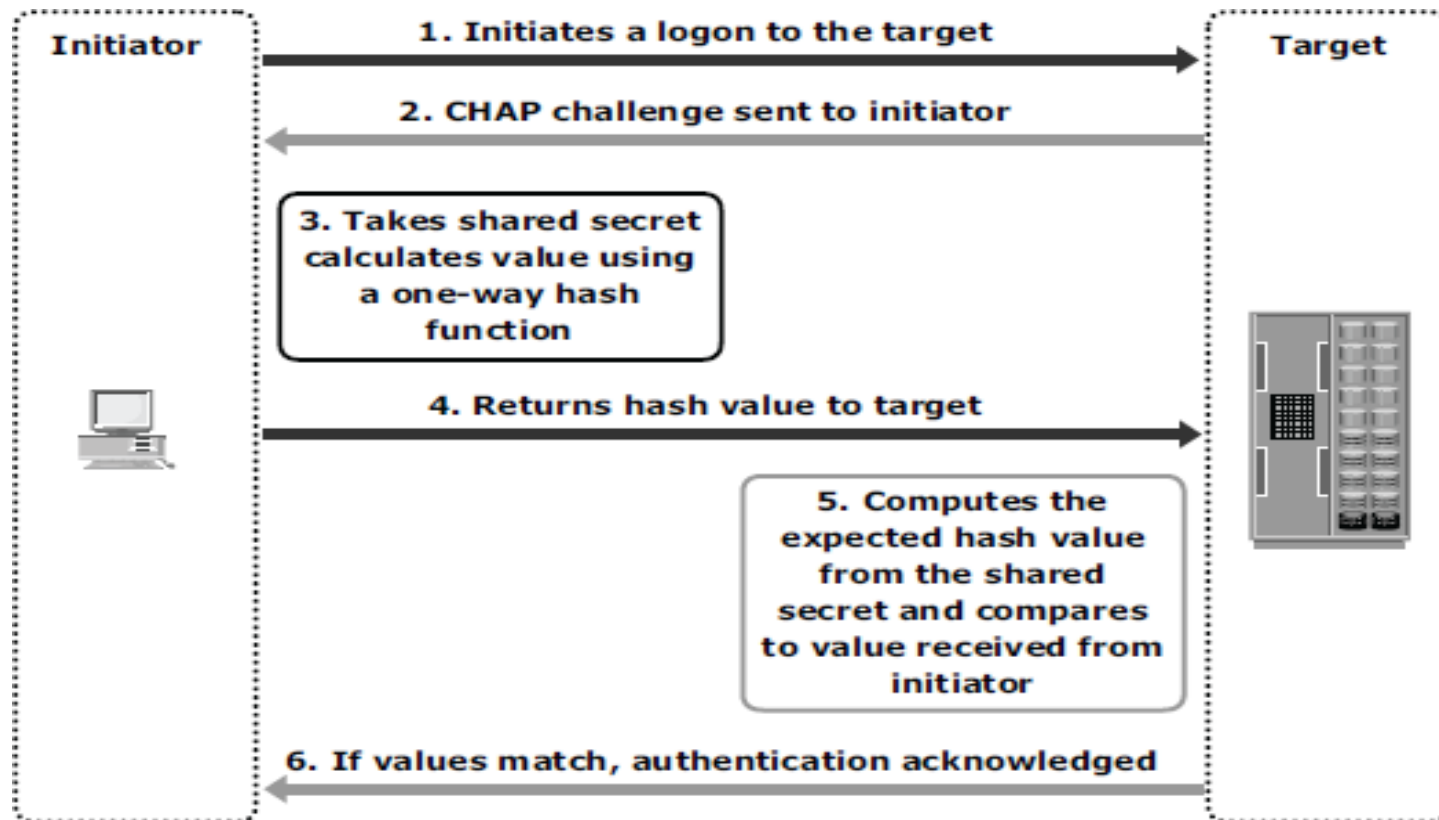 Initiator
1. Initiates a logon to the target
Target
2. CHAP challenge sent to initiator
3. Takes shared secret
calculates value using
a one-way hash
function
4. Returns hash value to target
5. Computes the
expected hash value
from the shared
secret and compares
to value received from
initiator
6. If values match, authentication acknowledged